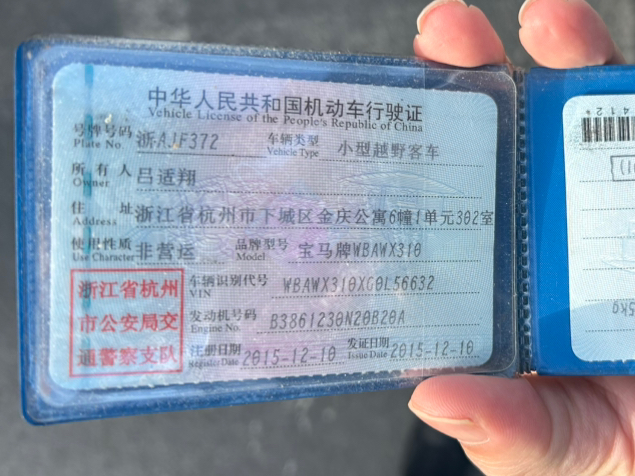 中华人民共和国机动车行驶证
Vehicle License of the People's Republic of China
号牌号码 浙AJF372 车辆类型 小型越野客车
Plate No. Vehicle Type
所有人 吕适翔
Owner
住址 浙江省杭州市下城区金庆公寓6幢1单元302室
Address
使用性质 非营运 品牌型号 宝马牌WBAWX310
Use Character Model
浙江省杭州
市公安局交
通警察支队
车辆识别代号 WBAWX310XG0L56632
VIN
发动机号码 B3861230N20B20A
Engine No.
注册日期 2015-12-10 发证日期 2015-12-10
Register Date Issue Date